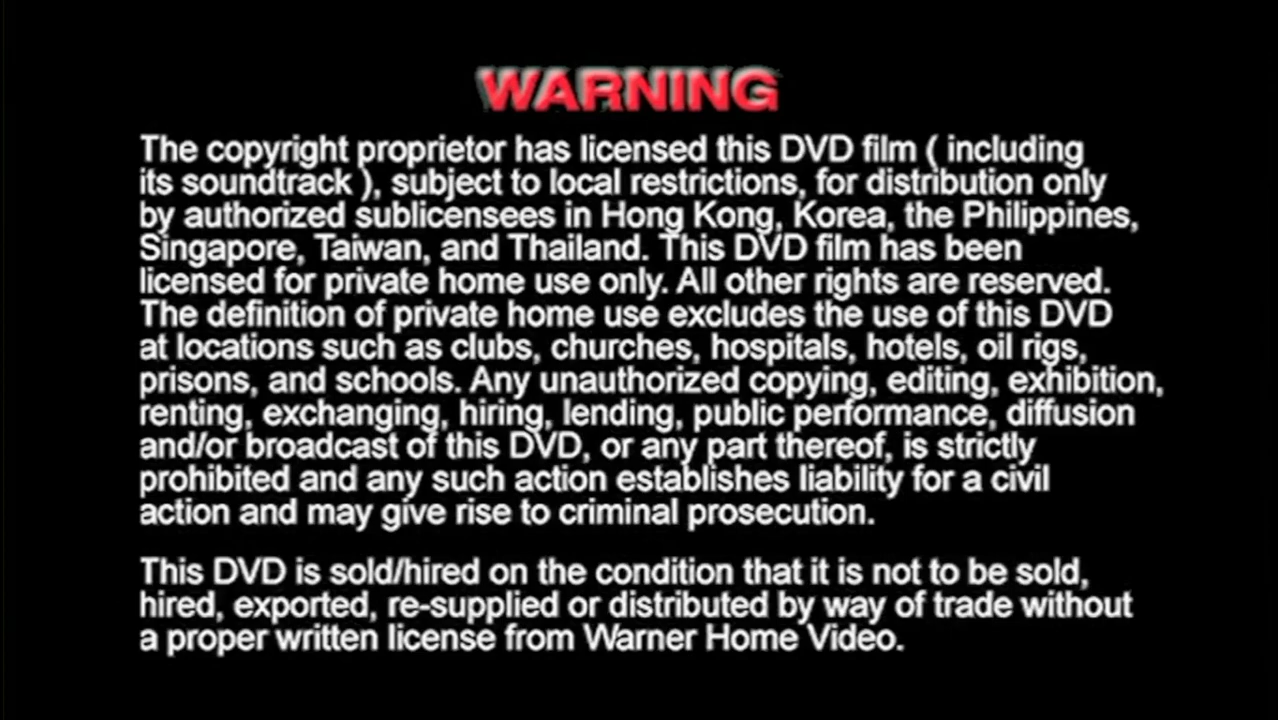 WARNING
The copyright proprietor has licensed this DVD film ( including
its soundtrack ), subject to local restrictions, for distribution only
by authorized sublicensees in Hong Kong, Korea, the Philippines,
Singapore, Taiwan, and Thailand. This DVD film has been
licensed for private home use only. All other rights are reserved.
The definition of private home use excludes the use of this DVD
at locations such as clubs, churches, hospitals, hotels, oil rigs,
prisons, and schools. Any unauthorized copying, editing, exhibition,
renting, exchanging, hiring, lending, public performance, diffusion
and/or broadcast of this DVD, or any part thereof, is strictly
prohibited and any such action establishes liability for a civil
action and may give rise to criminal prosecution.
This DVD is sold/hired on the condition that it is not to be sold,
hired, exported, re-supplied or distributed by way of trade without
a proper written license from Warner Home Video.